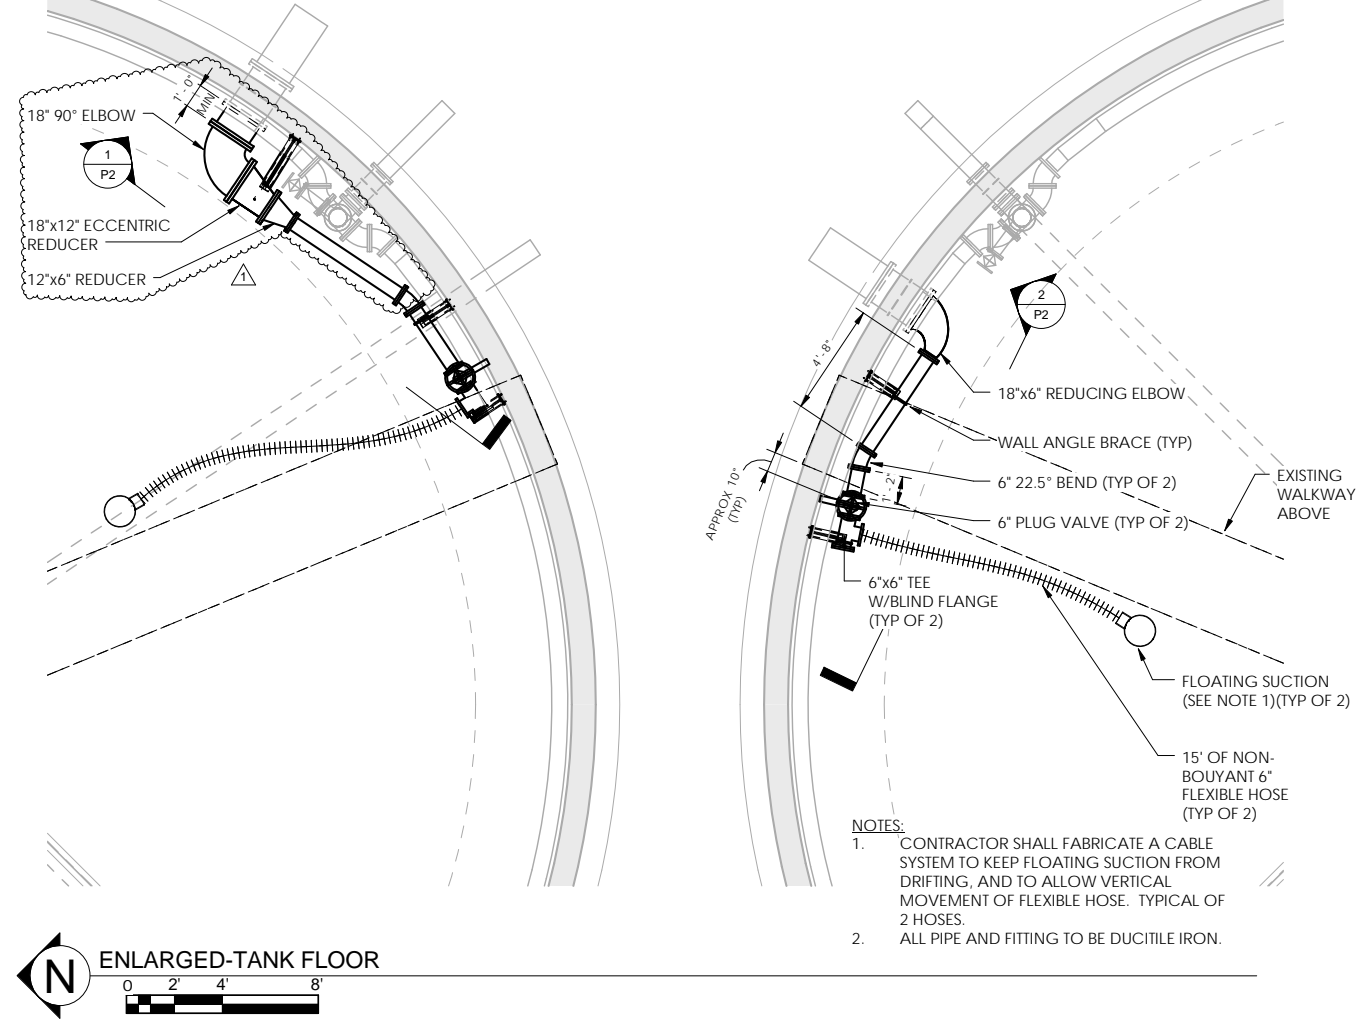 1'-0"
MIN
18" 90° ELBOW
1
P2
18"x12" ECCENTRIC
REDUCER
12"x6" REDUCER
1
2
P2
4'-8"
18"x6" REDUCING ELBOW
WALL ANGLE BRACE (TYP)
6" 22.5° BEND (TYP OF 2)
1'-2"
6" PLUG VALVE (TYP OF 2)
APPROX 10"
(TYP)
EXISTING
WALKWAY
ABOVE
6"x6" TEE
W/BLIND FLANGE
(TYP OF 2)
FLOATING SUCTION
(SEE NOTE 1)(TYP OF 2)
15' OF NON-
BOUYANT 6"
FLEXIBLE HOSE
(TYP OF 2)
NOTES:
1. CONTRACTOR SHALL FABRICATE A CABLE
SYSTEM TO KEEP FLOATING SUCTION FROM
DRIFTING, AND TO ALLOW VERTICAL
MOVEMENT OF FLEXIBLE HOSE. TYPICAL OF
2 HOSES.
2. ALL PIPE AND FITTING TO BE DUCITILE IRON.
N
ENLARGED-TANK FLOOR
0 2' 4' 8'